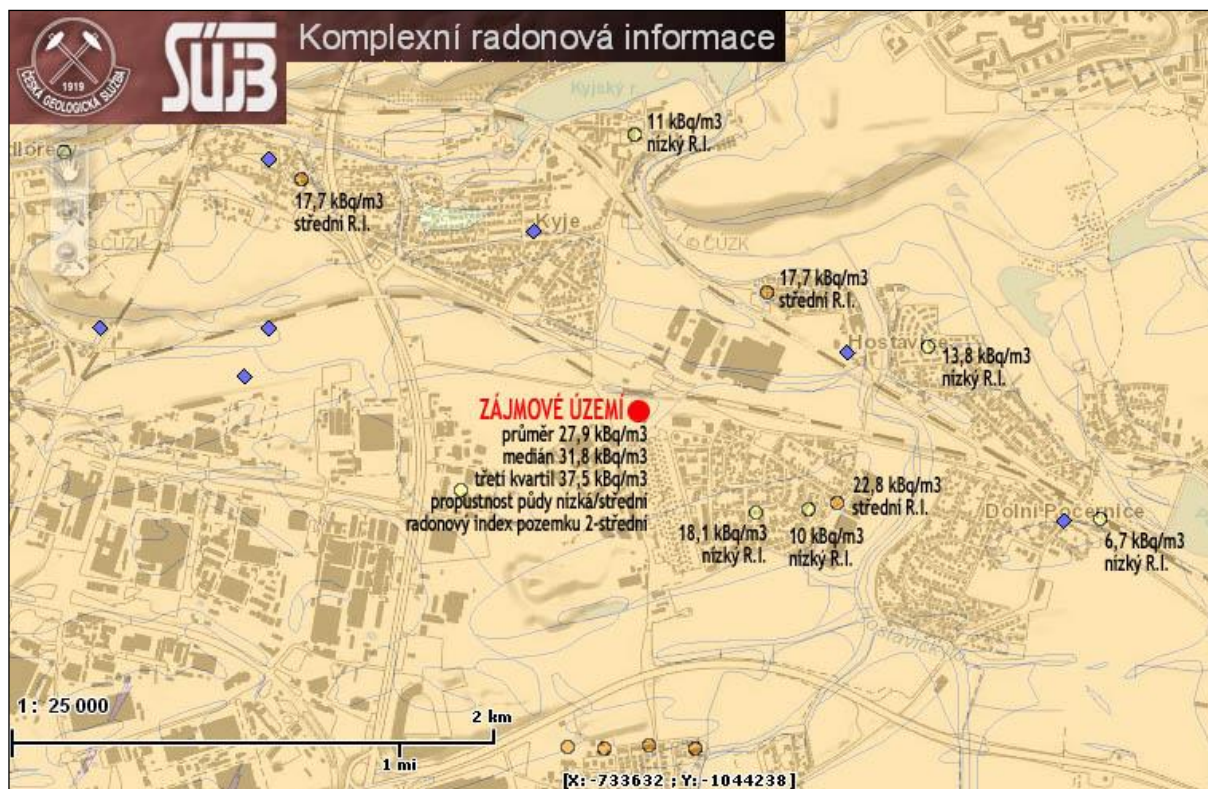 Komplexní radonová informace
ČESKÁ GEOLOGICKÁ SLUŽBA
1919
SÚJB
Kyjský r.
11 kBq/m3
nízký R.I.
17,7 kBq/m3
střední R.I.
© ČÚZK
Kyje
© ČÚZK
17,7 kBq/m3
střední R.I.
Hostavice
13,8 kBq/m3
nízký R.I.
ZÁJMOVÉ ÚZEMÍ
průměr 27,9 kBq/m3
medián 31,8 kBq/m3
třetí kvartil 37,5 kBq/m3
propustnost půdy nízká/střední
radonový index pozemku 2-střední
22,8 kBq/m3
střední R.I.
18,1 kBq/m3
nízký R.I.
10 kBq/m3
nízký R.I.
Dolní Počernice
6,7 kBq/m3
nízký R.I.
1: 25 000
2 km
1 mi
[X: -733632 ; Y: -1044238]